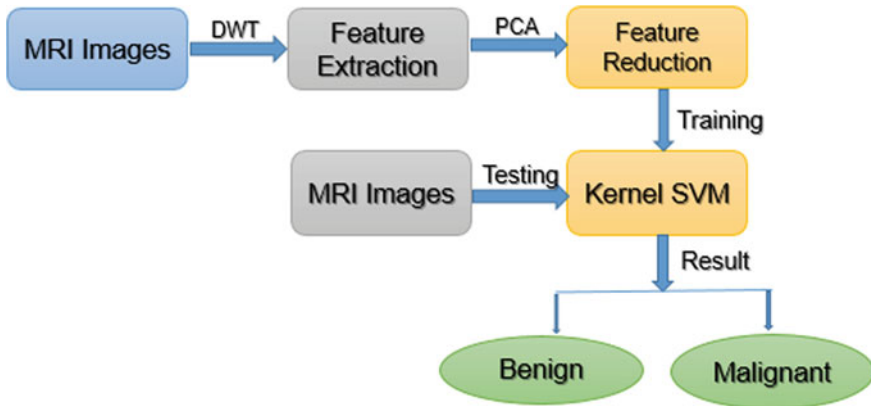 MRI Images
DWT
Feature
Extraction
PCA
Feature
Reduction
Training
MRI Images
Testing
Kernel SVM
Result
Benign
Malignant